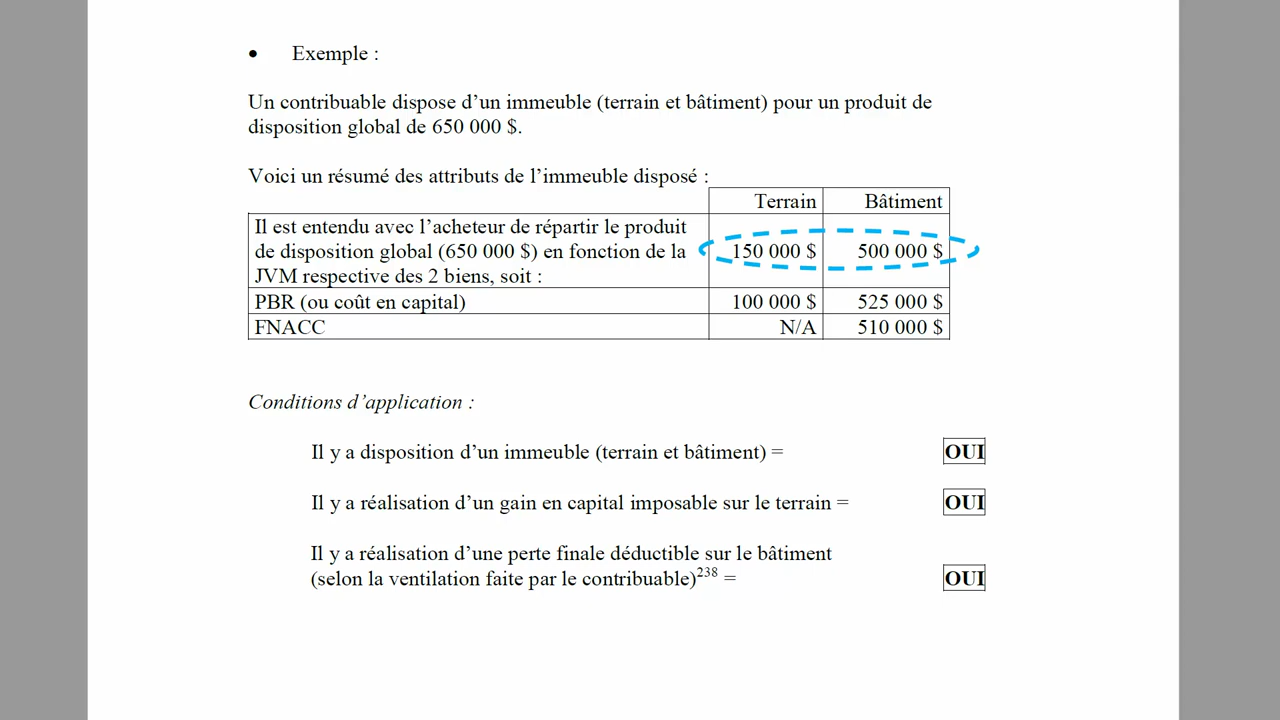 • Exemple :
Un contribuable dispose d’un immeuble (terrain et bâtiment) pour un produit de
disposition global de 650 000 $.
Voici un résumé des attributs de l’immeuble disposé :
Terrain Bâtiment
Il est entendu avec l’acheteur de répartir le produit
de disposition global (650 000 $) en fonction de la 150 000 $ 500 000 $
JVM respective des 2 biens, soit :
PBR (ou coût en capital) 100 000 $ 525 000 $
FNACC N/A 510 000 $
Conditions d’application :
Il y a disposition d’un immeuble (terrain et bâtiment) = OUI
Il y a réalisation d’un gain en capital imposable sur le terrain = OUI
Il y a réalisation d’une perte finale déductible sur le bâtiment
(selon la ventilation faite par le contribuable)238 = OUI